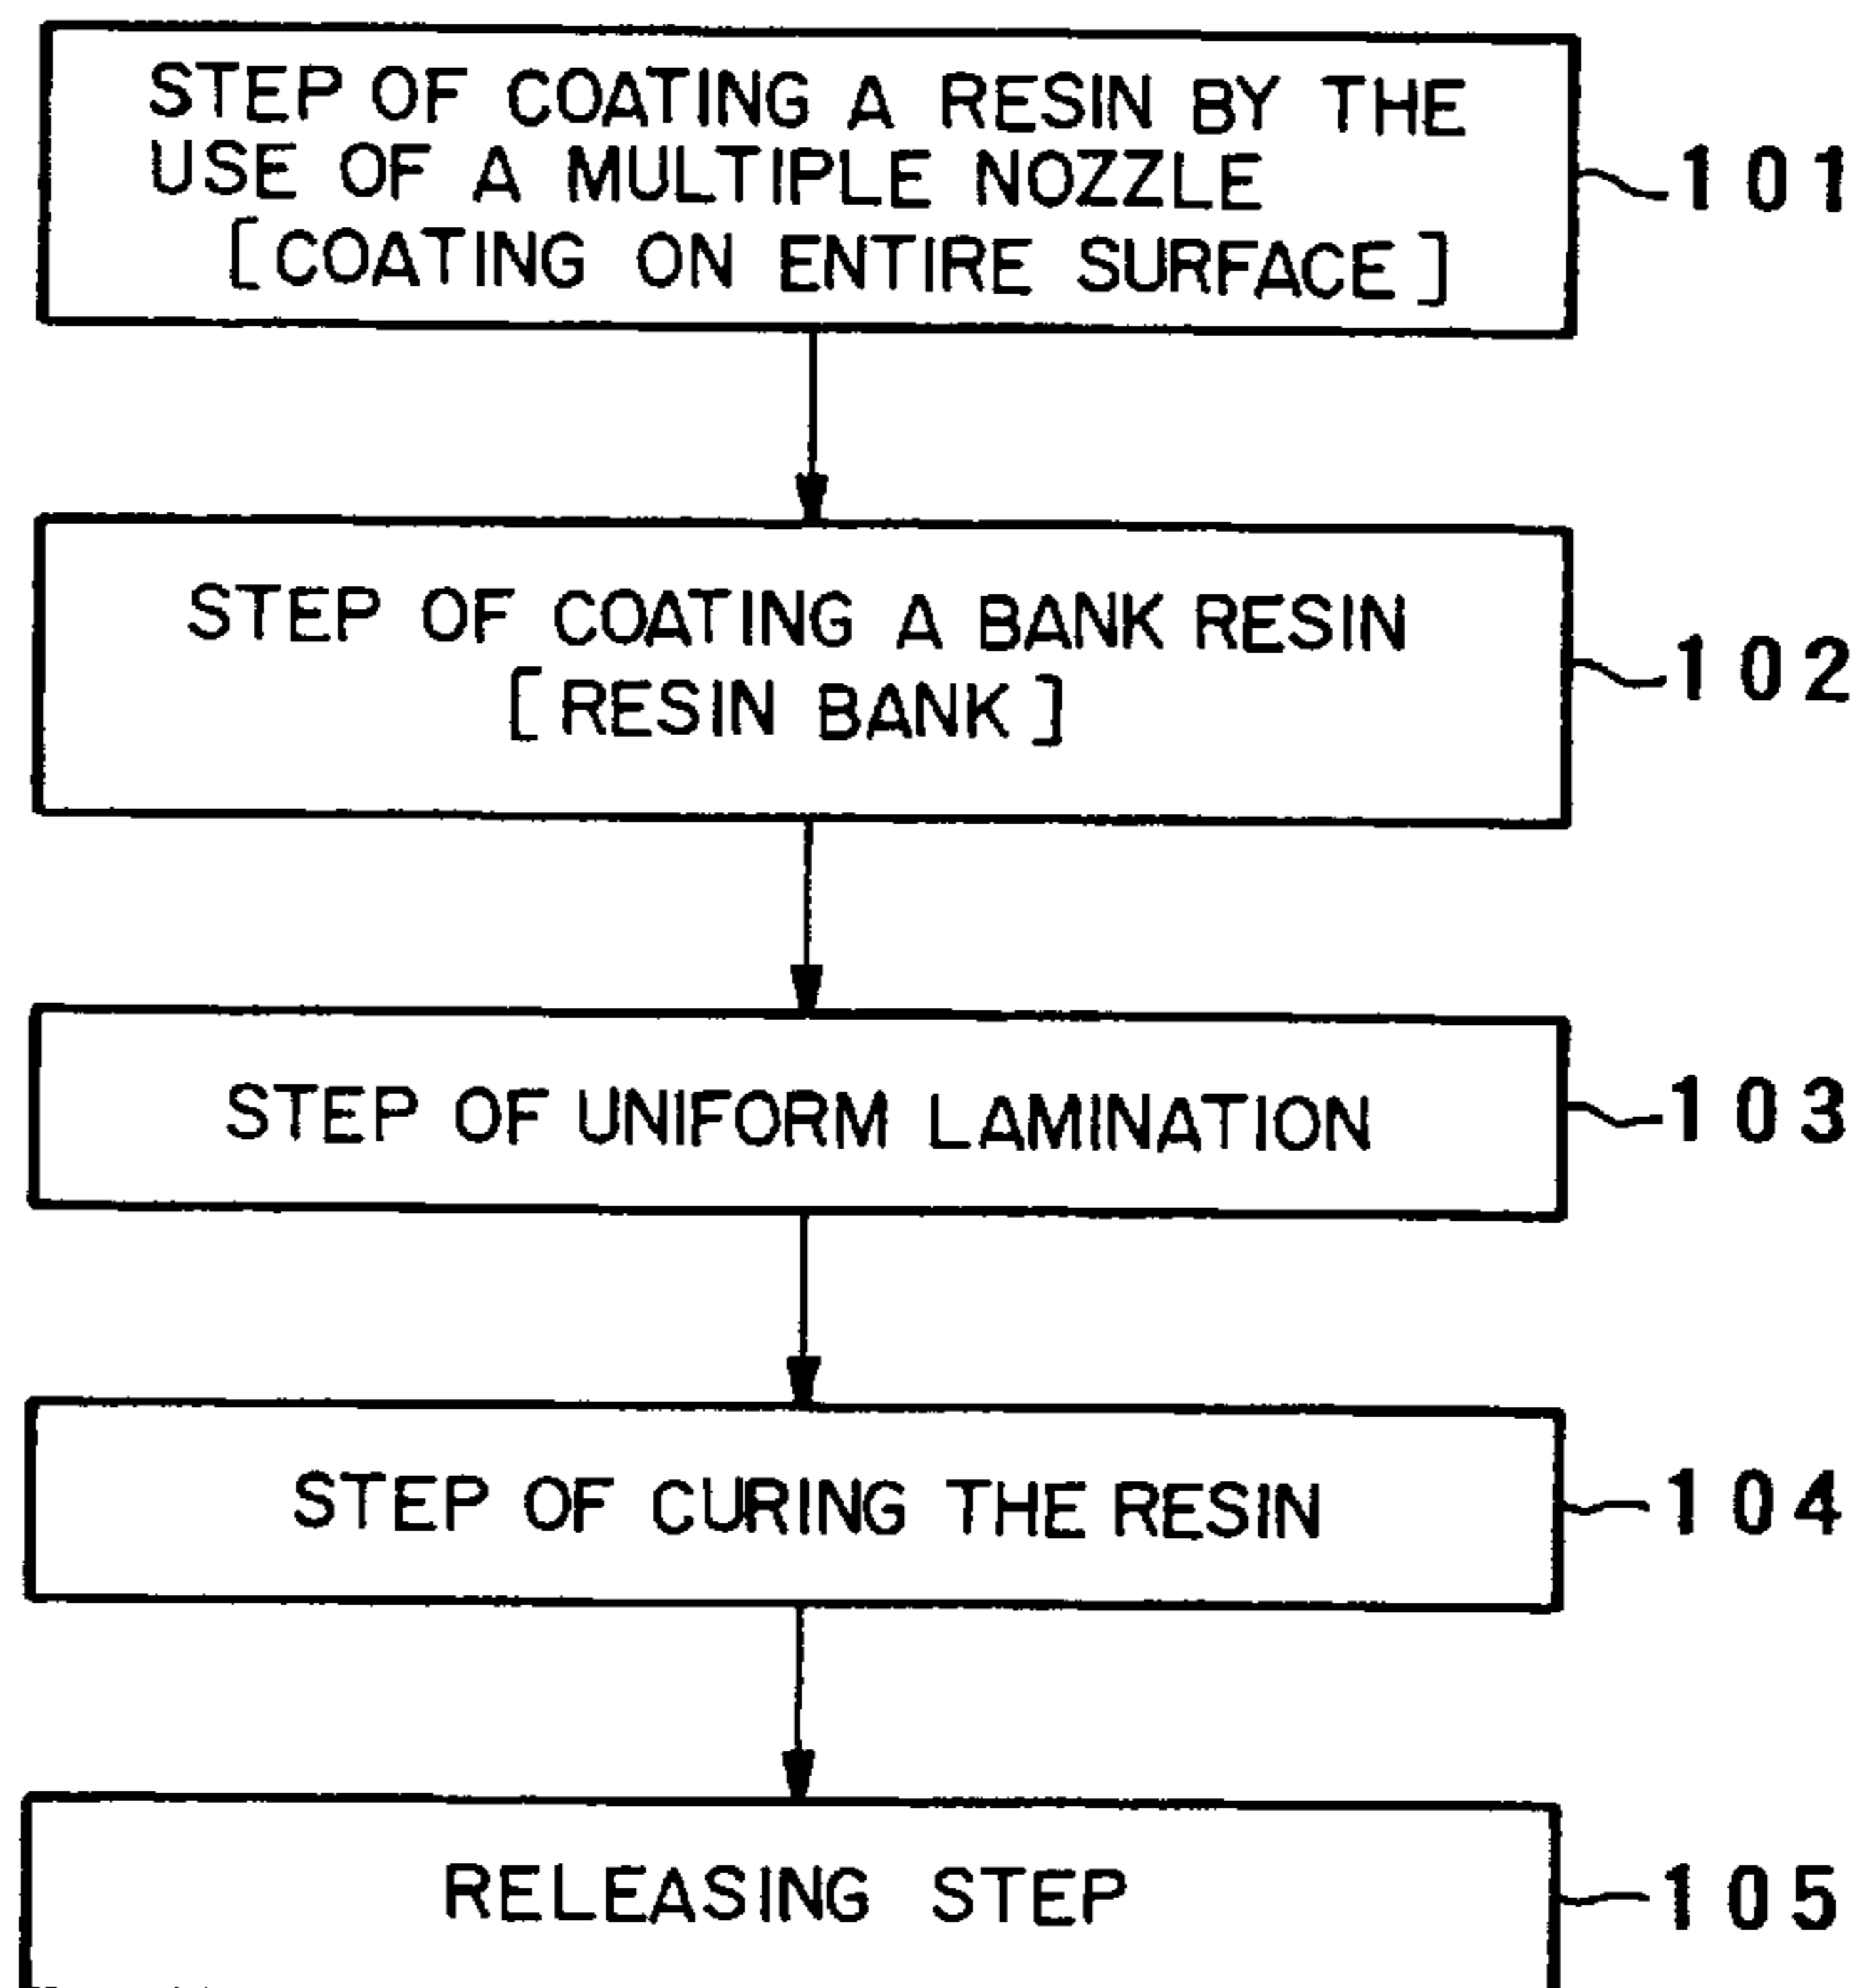 STEP OF COATING A RESIN BY THE
USE OF A MULTIPLE NOZZLE
[COATING ON ENTIRE SURFACE]
101
STEP OF COATING A BANK RESIN
[RESIN BANK]
102
STEP OF UNIFORM LAMINATION
103
STEP OF CURING THE RESIN
104
RELEASING STEP
105